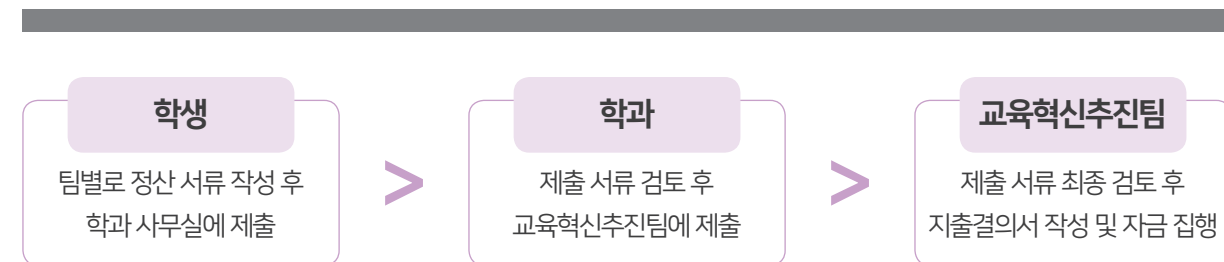 학생
팀별로 정산 서류 작성 후
학과 사무실에 제출
>
학과
제출 서류 검토 후
교육혁신추진팀에 제출
>
교육혁신추진팀
제출 서류 최종 검토 후
지출결의서 작성 및 자금 집행